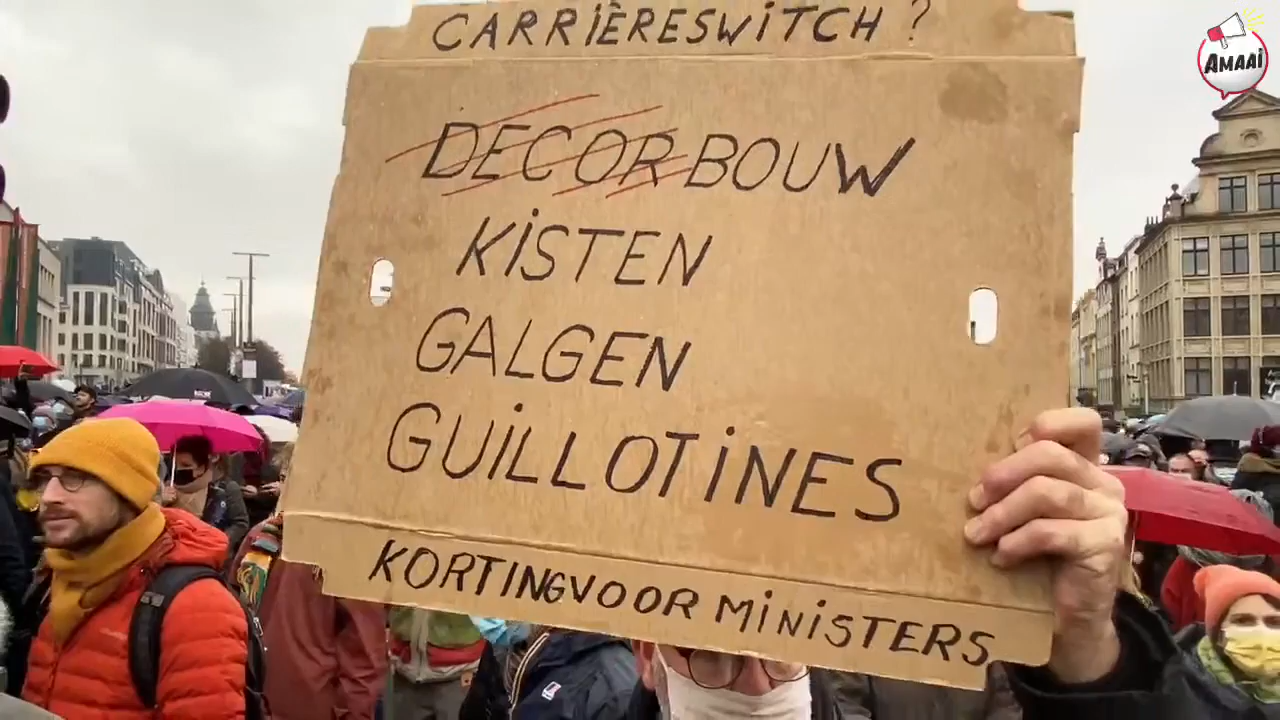 CARRIÈRESWITCH?
AMAAI
DECORBOUW
KISTEN
GALGEN
GUILLOTINES
KORTING VOOR MINISTERS